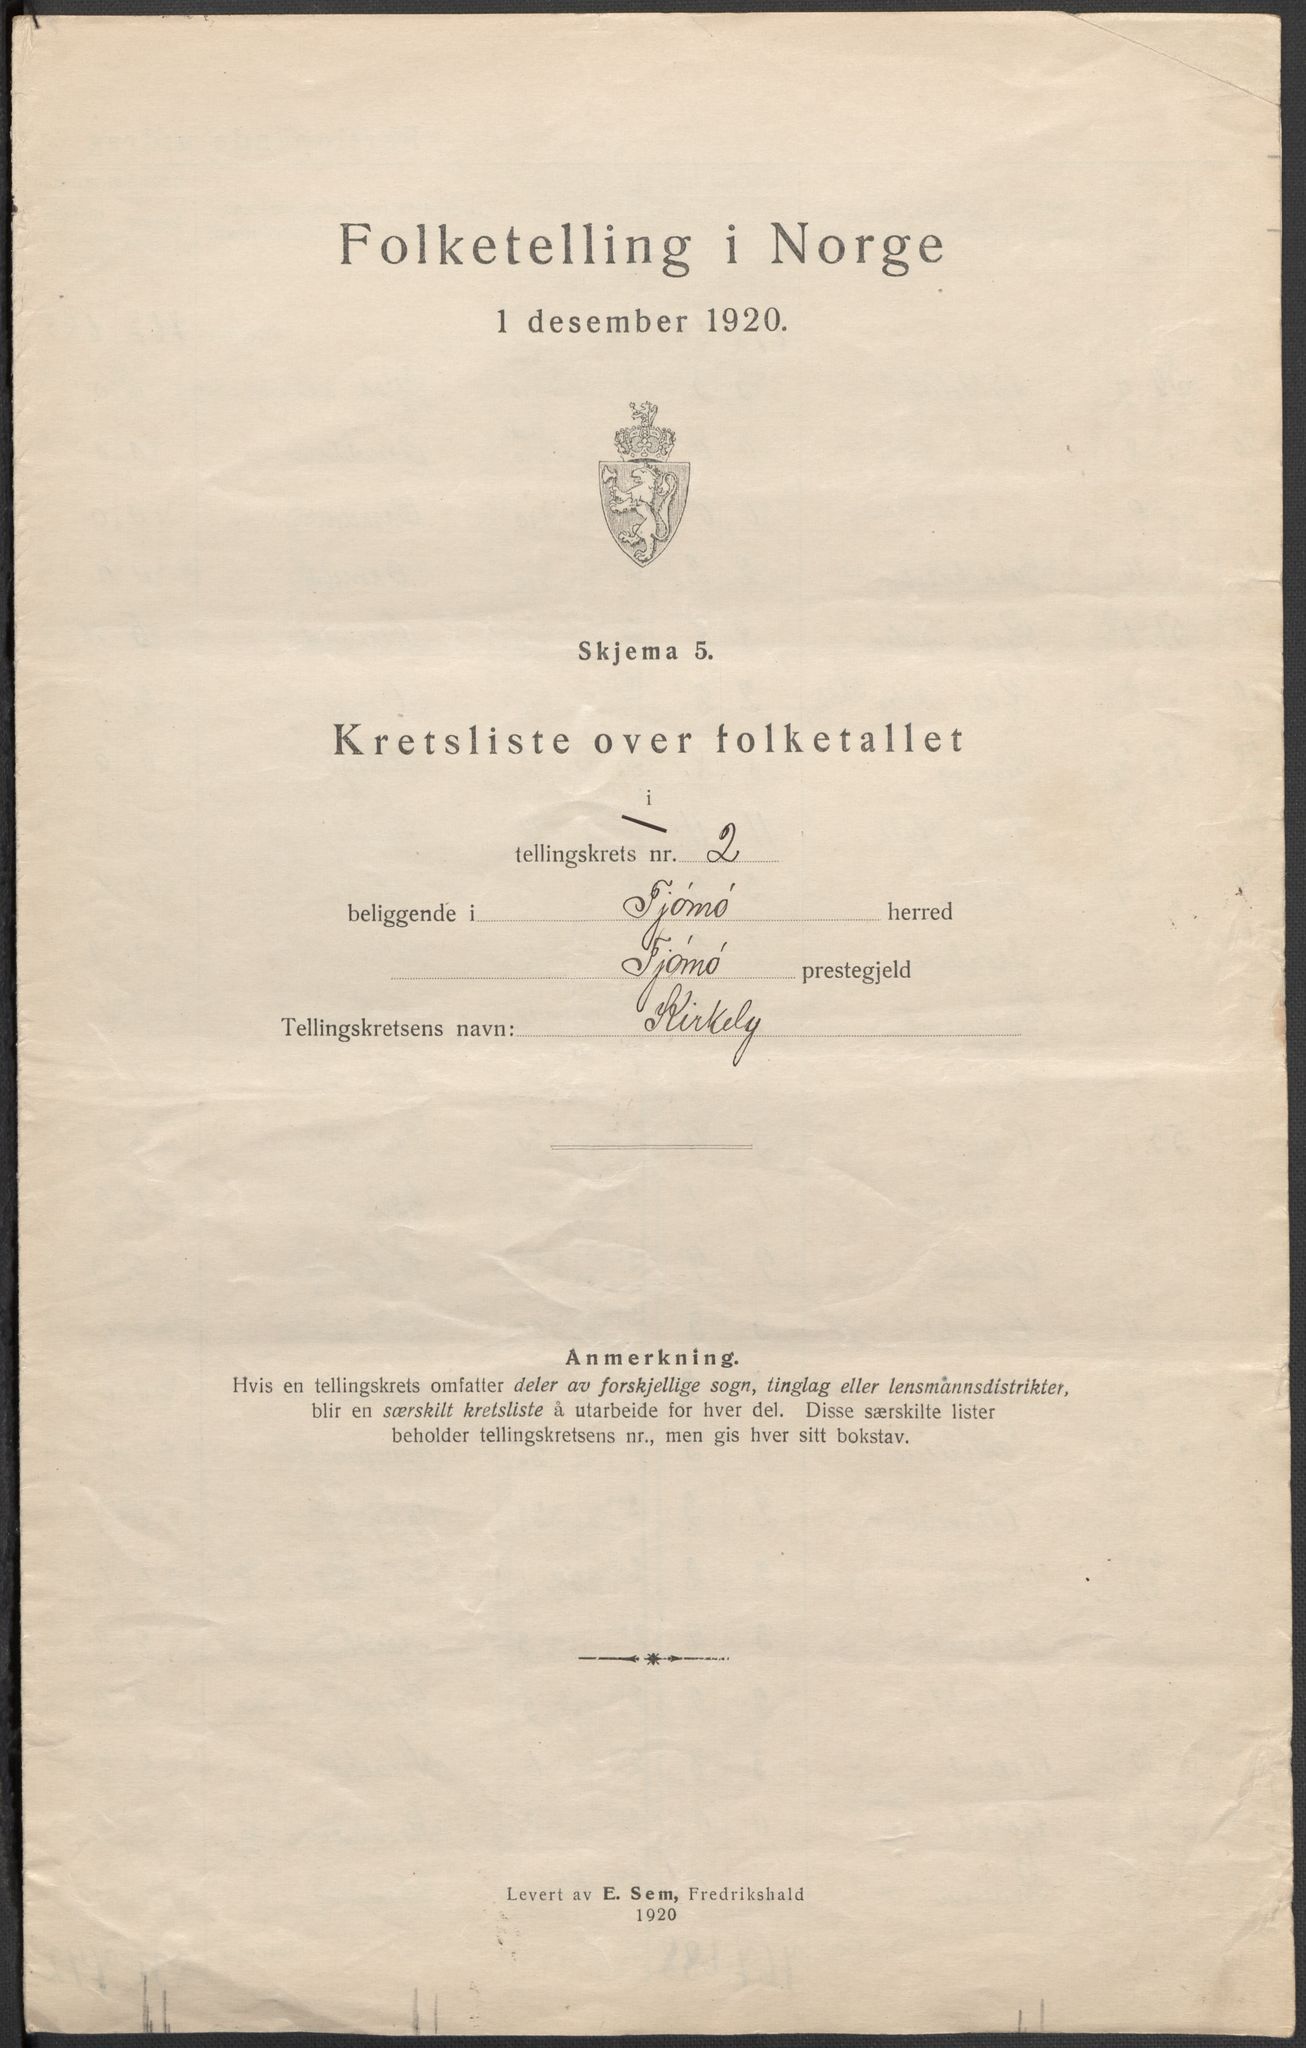 Folketelling i Norge
1 desember 1920.
Skjema 5.
Kretsliste over folketallet
i
tellingskrets nr. 2
beliggende i Tjömö herred
Tjömö prestegjeld
Tellingskretsens navn: Kirkely
Anmerkning.
Hvis en tellingskrets omfatter deler av forskjellige sogn, tinglag eller lensmannsdistrikter,
blir en særskilt kretsliste å utarbeide for hver del. Disse særskilte lister
beholder tellingskretsens nr., men gis hver sitt bokstav.
Levert av E. Sem, Fredrikshald
1920